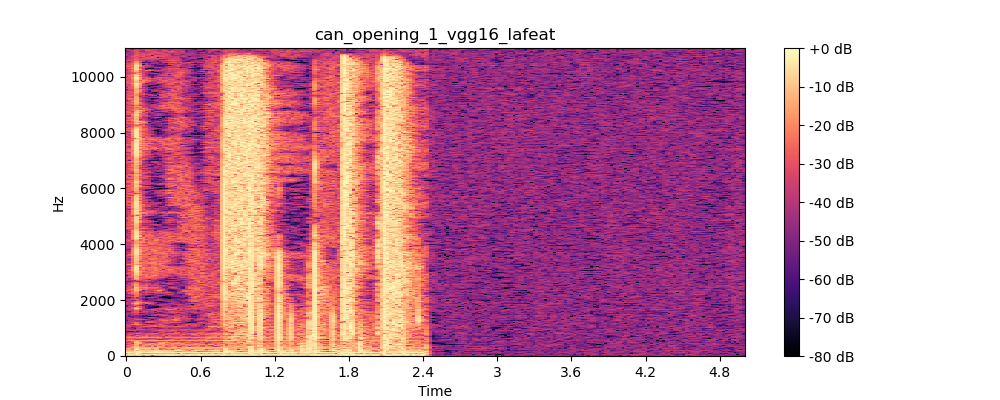 can_opening_1_vgg16_lafeat
Hz
10000
8000
6000
4000
2000
0
0 0.6 1.2 1.8 2.4 3 3.6 4.2 4.8
Time
+0 dB
-10 dB
-20 dB
-30 dB
-40 dB
-50 dB
-60 dB
-70 dB
-80 dB